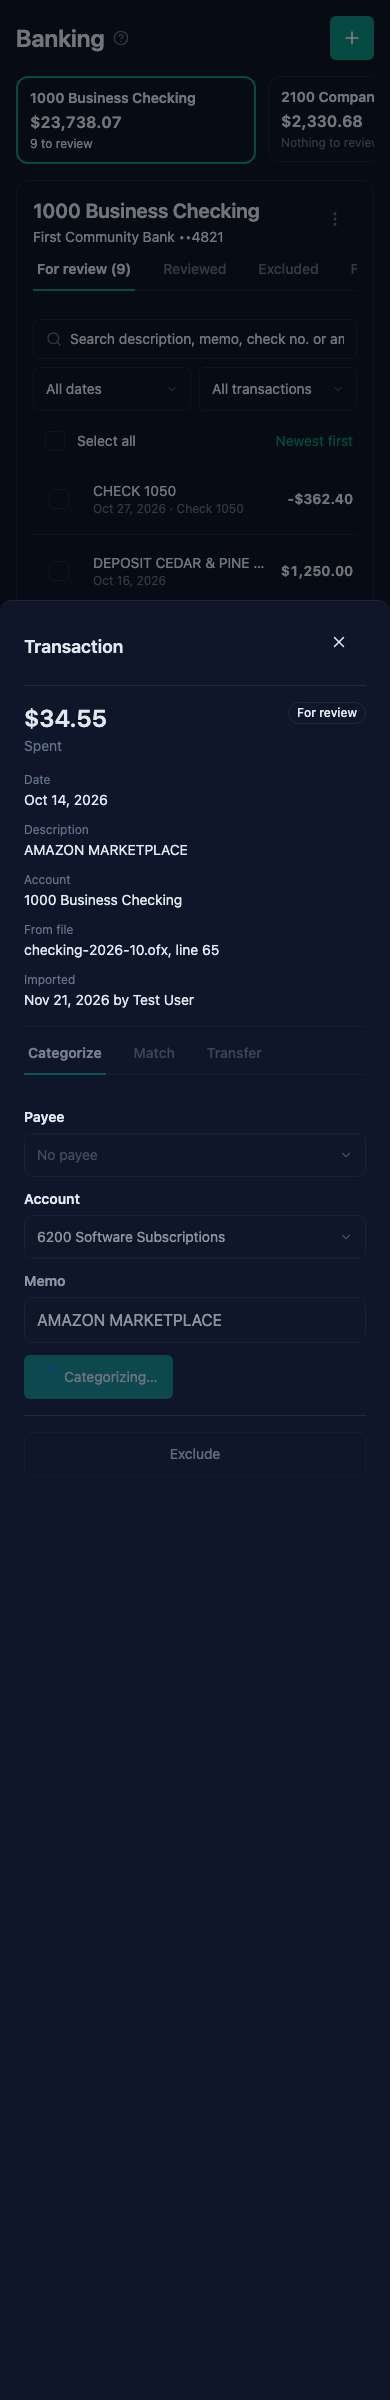 Banking
1000 Business Checking
$23,738.07
9 to review
2100 Compan
$2,330.68
Nothing to review
1000 Business Checking
First Community Bank ••4821
For review (9)
Reviewed
Excluded
F
Search description, memo, check no. or am
All dates
All transactions
Select all
Newest first
CHECK 1050
-$362.40
Oct 27, 2026 · Check 1050
DEPOSIT CEDAR & PINE ...
$1,250.00
Oct 16, 2026
Transaction
$34.55
For review
Spent
Date
Oct 14, 2026
Description
AMAZON MARKETPLACE
Account
1000 Business Checking
From file
checking-2026-10.ofx, line 65
Imported
Nov 21, 2026 by Test User
Categorize
Match
Transfer
Payee
No payee
Account
6200 Software Subscriptions
Memo
AMAZON MARKETPLACE
Categorizing...
Exclude